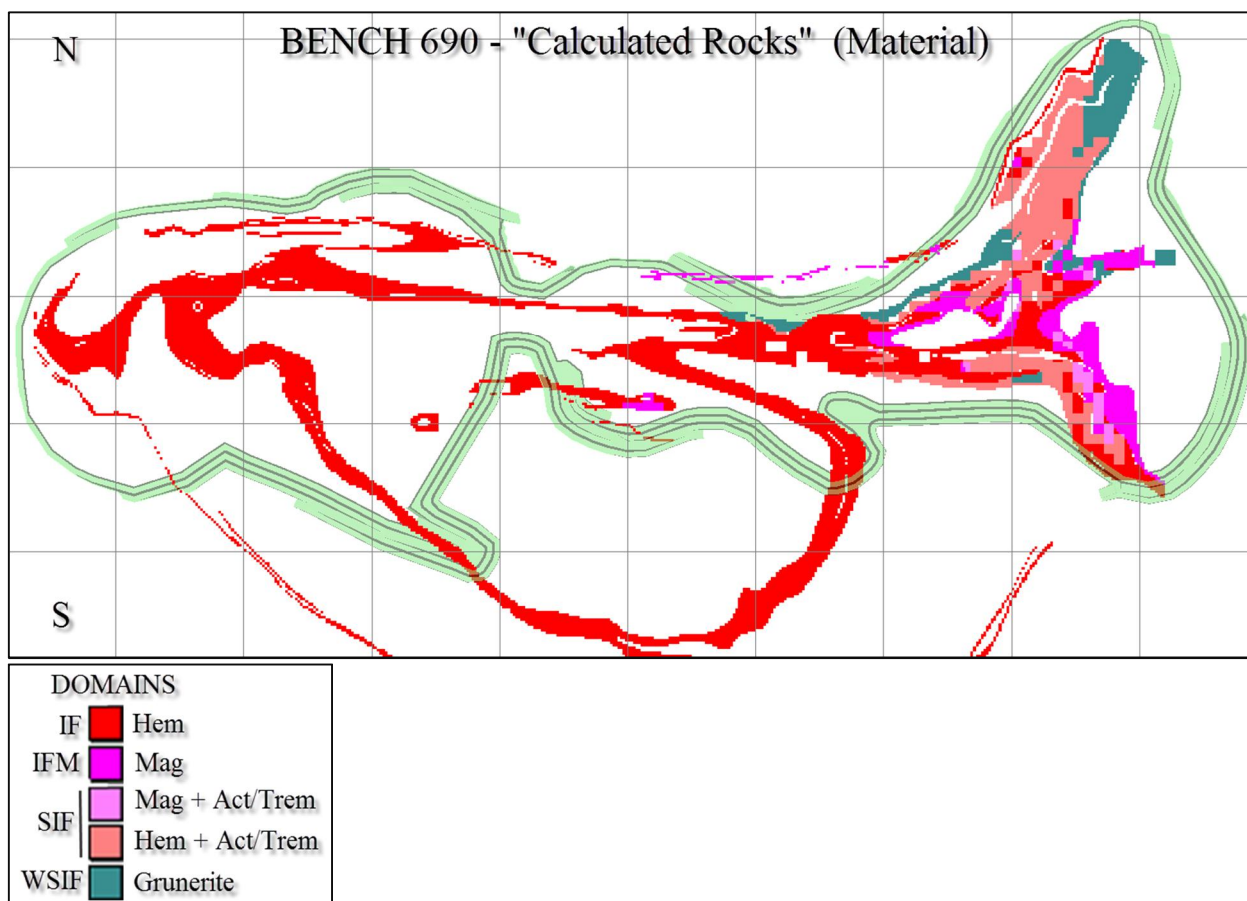 N
BENCH 690 - "Calculated Rocks" (Material)
S
DOMAINS
IF Hem
IFM Mag
Mag + Act/Trem
SIF
Hem + Act/Trem
WSIF Grunerite